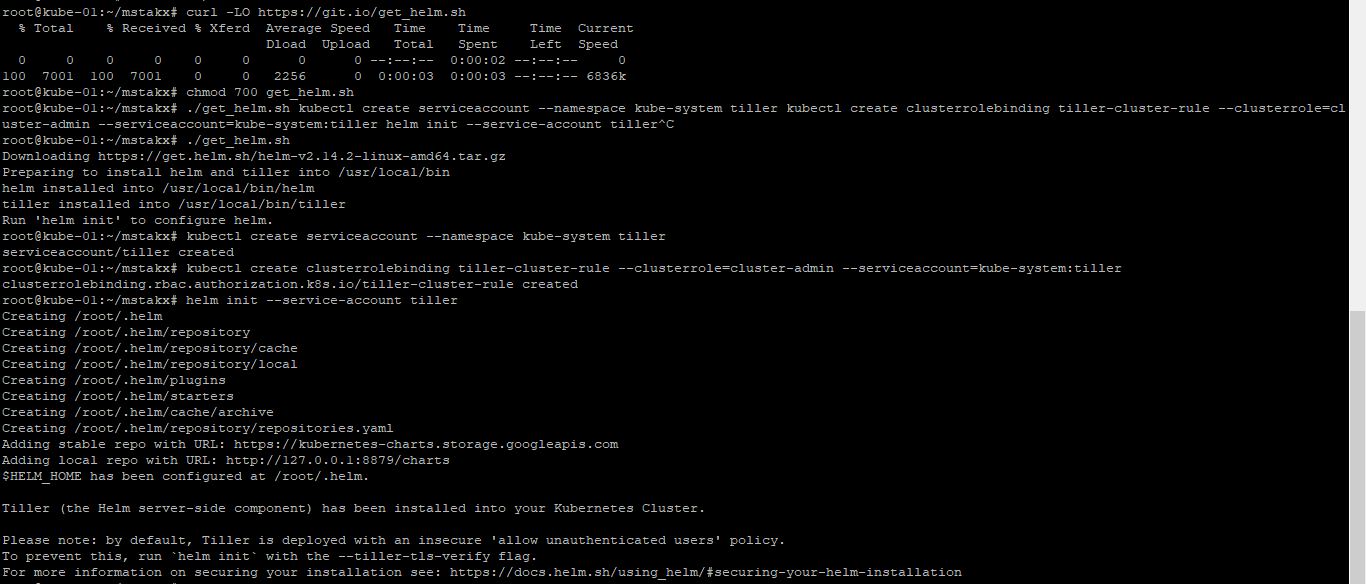 root@kube-01:~/mstakx# curl -LO https://git.io/get_helm.sh
  % Total    % Received % Xferd  Average Speed   Time    Time     Time  Current
                                 Dload  Upload   Total   Spent    Left  Speed
  0     0    0     0    0     0      0      0 --:--:--  0:00:02 --:--:--     0
100  7001  100  7001    0     0   2256      0  0:00:03  0:00:03 --:--:-- 6836k
root@kube-01:~/mstakx# chmod 700 get_helm.sh
root@kube-01:~/mstakx# ./get_helm.sh kubectl create serviceaccount --namespace kube-system tiller kubectl create clusterrolebinding tiller-cluster-rule --clusterrole=cl
uster-admin --serviceaccount=kube-system:tiller helm init --service-account tiller^C
root@kube-01:~/mstakx# ./get_helm.sh
Downloading https://get.helm.sh/helm-v2.14.2-linux-amd64.tar.gz
Preparing to install helm and tiller into /usr/local/bin
helm installed into /usr/local/bin/helm
tiller installed into /usr/local/bin/tiller
Run 'helm init' to configure helm.
root@kube-01:~/mstakx# kubectl create serviceaccount --namespace kube-system tiller
serviceaccount/tiller created
root@kube-01:~/mstakx# kubectl create clusterrolebinding tiller-cluster-rule --clusterrole=cluster-admin --serviceaccount=kube-system:tiller
clusterrolebinding.rbac.authorization.k8s.io/tiller-cluster-rule created
root@kube-01:~/mstakx# helm init --service-account tiller
Creating /root/.helm
Creating /root/.helm/repository
Creating /root/.helm/repository/cache
Creating /root/.helm/repository/local
Creating /root/.helm/plugins
Creating /root/.helm/starters
Creating /root/.helm/cache/archive
Creating /root/.helm/repository/repositories.yaml
Adding stable repo with URL: https://kubernetes-charts.storage.googleapis.com
Adding local repo with URL: http://127.0.0.1:8879/charts
$HELM_HOME has been configured at /root/.helm.

Tiller (the Helm server-side component) has been installed into your Kubernetes Cluster.

Please note: by default, Tiller is deployed with an insecure 'allow unauthenticated users' policy.
To prevent this, run `helm init` with the --tiller-tls-verify flag.
For more information on securing your installation see: https://docs.helm.sh/using_helm/#securing-your-helm-installation